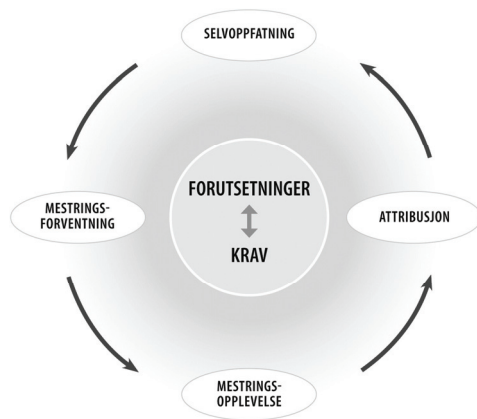 SELVOPPFATNING
MESTRINGS-
FORVENTNING
FORUTSETNINGER
KRAV
ATTRIBUSJON
MESTRINGS-
OPPLEVELSE